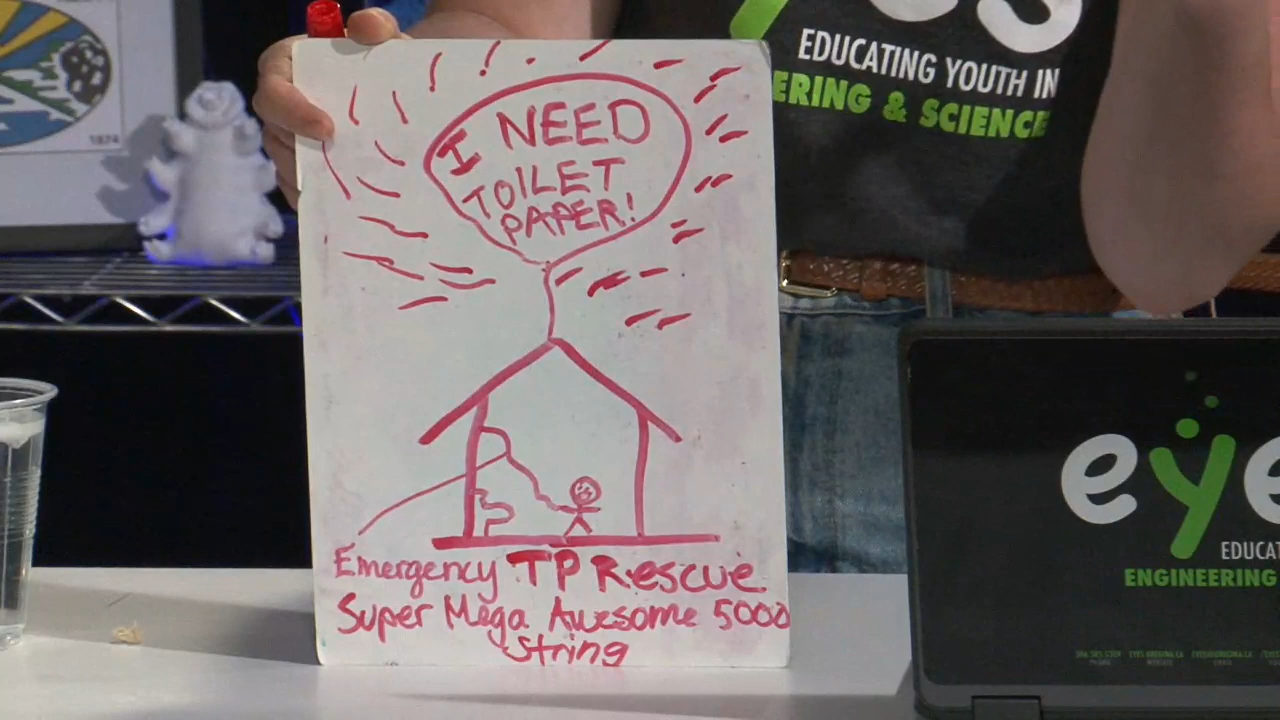 EDUCATING YOUTH IN
ERING & SCIENCE
1874
I NEED
TOILET
PAPER!
Emergency TP Rescue
Super Mega Awesome 5000
String
eye
EDUCAT
ENGINEERING